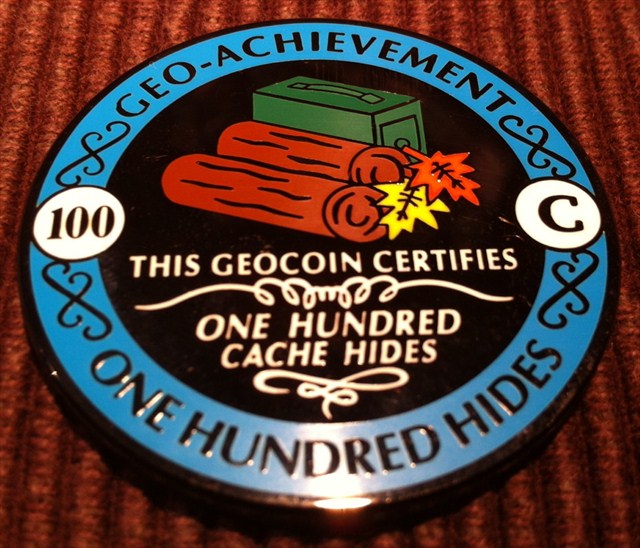 GEO-ACHIEVEMENT
100
C
THIS GEOCOIN CERTIFIES
ONE HUNDRED
CACHE HIDES
ONE HUNDRED HIDES